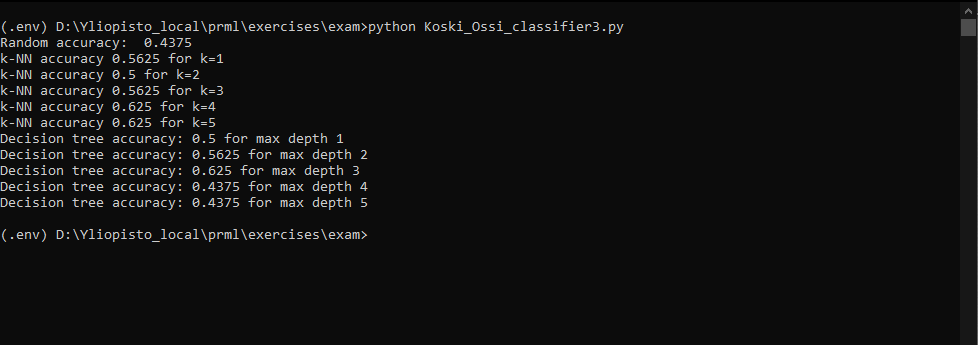 (.env) D:\Yliopisto_local\prml\exercises\exam>python Koski_Ossi_classifier3.py
Random accuracy:  0.4375
k-NN accuracy 0.5625 for k=1
k-NN accuracy 0.5 for k=2
k-NN accuracy 0.5625 for k=3
k-NN accuracy 0.625 for k=4
k-NN accuracy 0.625 for k=5
Decision tree accuracy: 0.5 for max depth 1
Decision tree accuracy: 0.5625 for max depth 2
Decision tree accuracy: 0.625 for max depth 3
Decision tree accuracy: 0.4375 for max depth 4
Decision tree accuracy: 0.4375 for max depth 5
(.env) D:\Yliopisto_local\prml\exercises\exam>